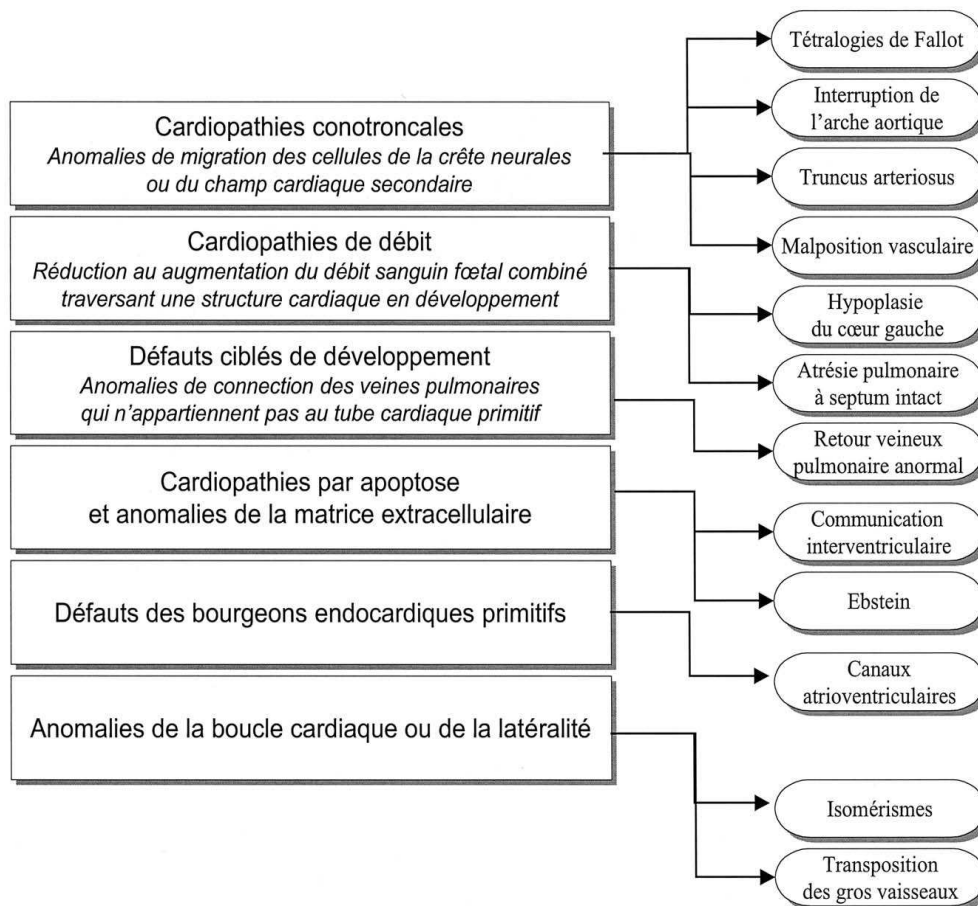 Cardiopathies conotroncales
Anomalies de migration des cellules de la crête neurales
ou du champ cardiaque secondaire
Cardiopathies de débit
Réduction au augmentation du débit sanguin fœtal combiné
traversant une structure cardiaque en développement
Défauts ciblés de développement
Anomalies de connection des veines pulmonaires
qui n'appartiennent pas au tube cardiaque primitif
Cardiopathies par apoptose
et anomalies de la matrice extracellulaire
Défauts des bourgeons endocardiques primitifs
Anomalies de la boucle cardiaque ou de la latéralité
Tétralogies de Fallot
Interruption de
l'arche aortique
Truncus arteriosus
Malposition vasculaire
Hypoplasie
du cœur gauche
Atrésie pulmonaire
à septum intact
Retour veineux
pulmonaire anormal
Communication
interventriculaire
Ebstein
Canaux
atrioventriculaires
Isomérismes
Transposition
des gros vaisseaux